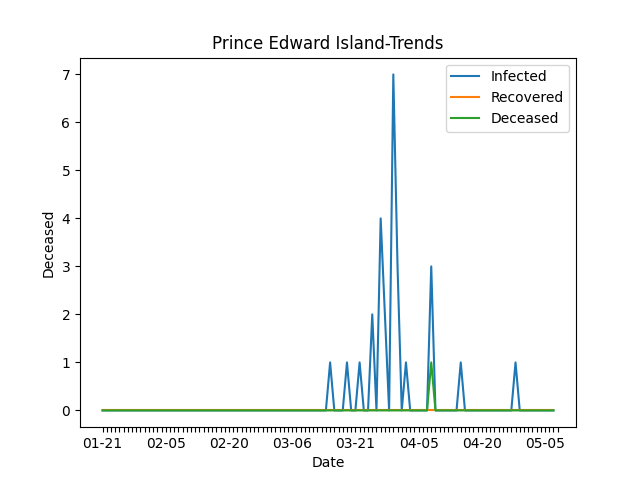 Prince Edward Island-Trends
Infected
Recovered
Deceased
7
6
5
4
3
2
1
0
Deceased
01-21 02-05 02-20 03-06 03-21 04-05 04-20 05-05
Date